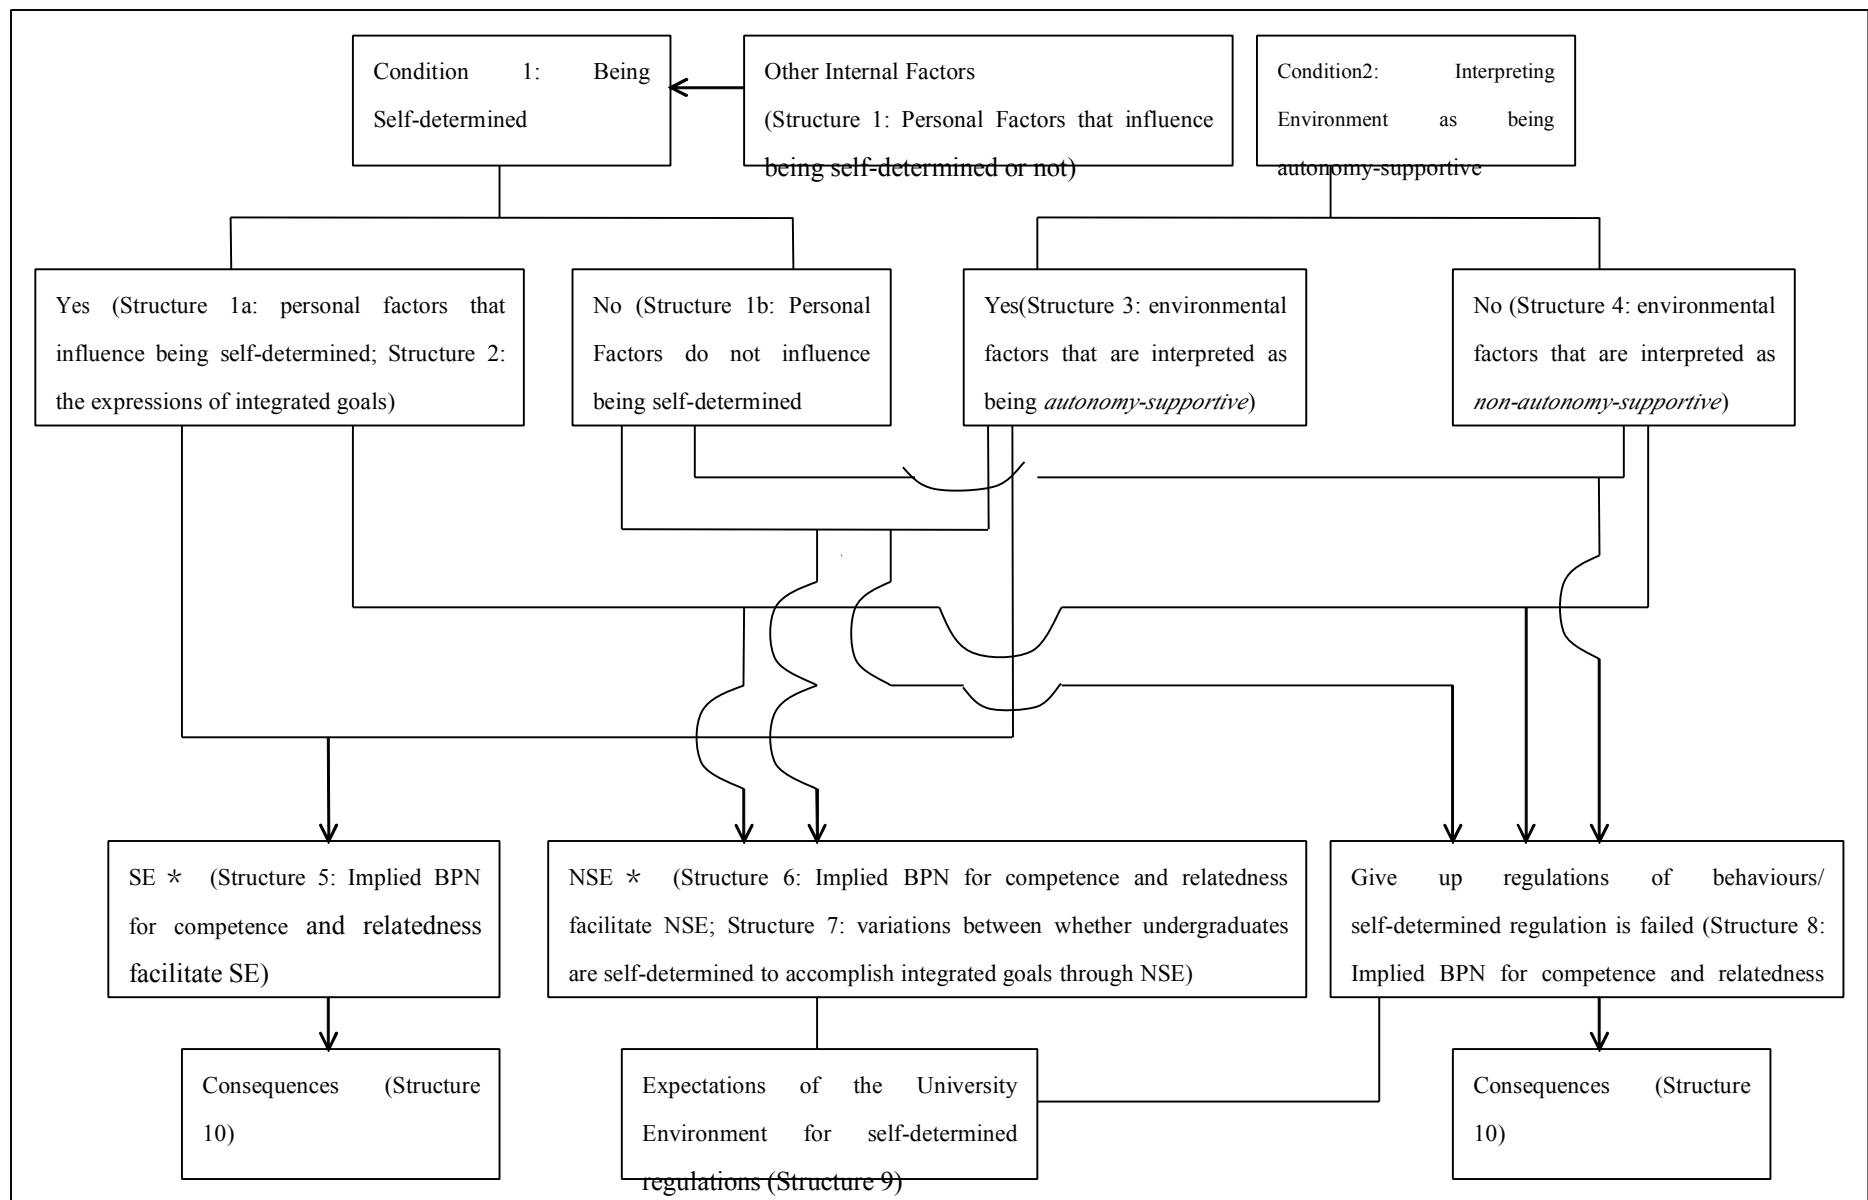 Condition 1: Being
Self-determined
Other Internal Factors
(Structure 1: Personal Factors that influence
being self-determined or not)
Condition2: Interpreting
Environment as being
autonomy-supportive
Yes (Structure 1a: personal factors that
influence being self-determined; Structure 2:
the expressions of integrated goals)
No (Structure 1b: Personal
Factors do not influence
being self-determined
Yes(Structure 3: environmental
factors that are interpreted as
being autonomy-supportive)
No (Structure 4: environmental
factors that are interpreted as
non-autonomy-supportive)
SE * (Structure 5: Implied BPN
for competence and relatedness
facilitate SE)
NSE * (Structure 6: Implied BPN for competence and relatedness
facilitate NSE; Structure 7: variations between whether undergraduates
are self-determined to accomplish integrated goals through NSE)
Give up regulations of behaviours/
self-determined regulation is failed (Structure 8:
Implied BPN for competence and relatedness
Consequences (Structure
10)
Expectations of the University
Environment for self-determined
regulations (Structure 9)
Consequences (Structure
10)